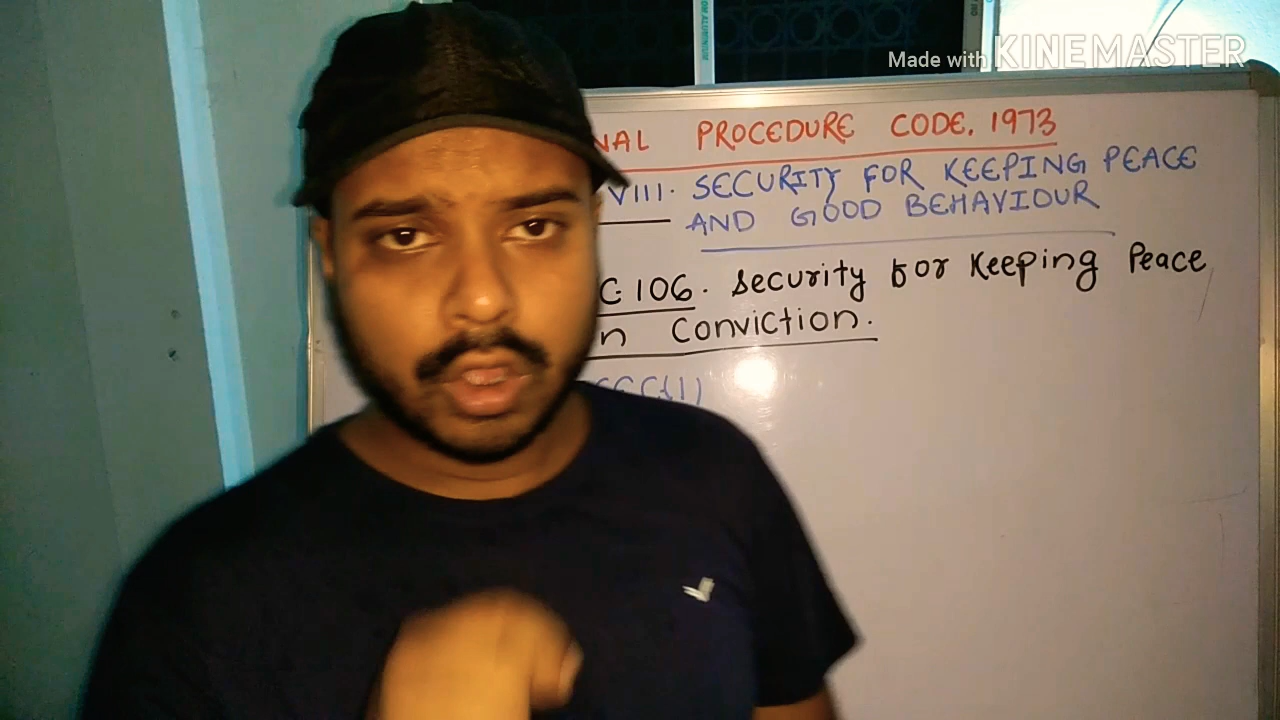 Made with KINEMASTER
NAL PROCEDURE CODE, 1973
VIII. SECURITY FOR KEEPING PEACE
AND GOOD BEHAVIOUR
C.106. Security for Keeping Peace
n Conviction.